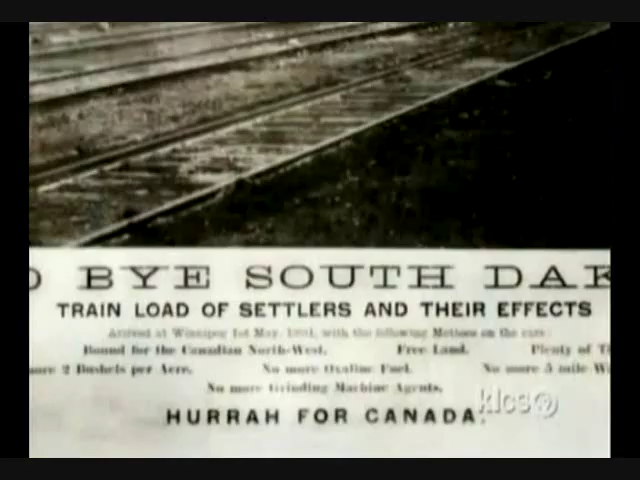 BYE SOUTH DAK
TRAIN LOAD OF SETTLERS AND THEIR EFFECTS
Arrived at Winnipeg 1st May, with the following Mottoes on the cars:
Bound for the Canadian North-West. Free Land. Plenty of
2 Bushels per Acre. No more Fuel. No more 5 mile
No more Grinding Machine Agents.
HURRAH FOR CANADA.
klcs